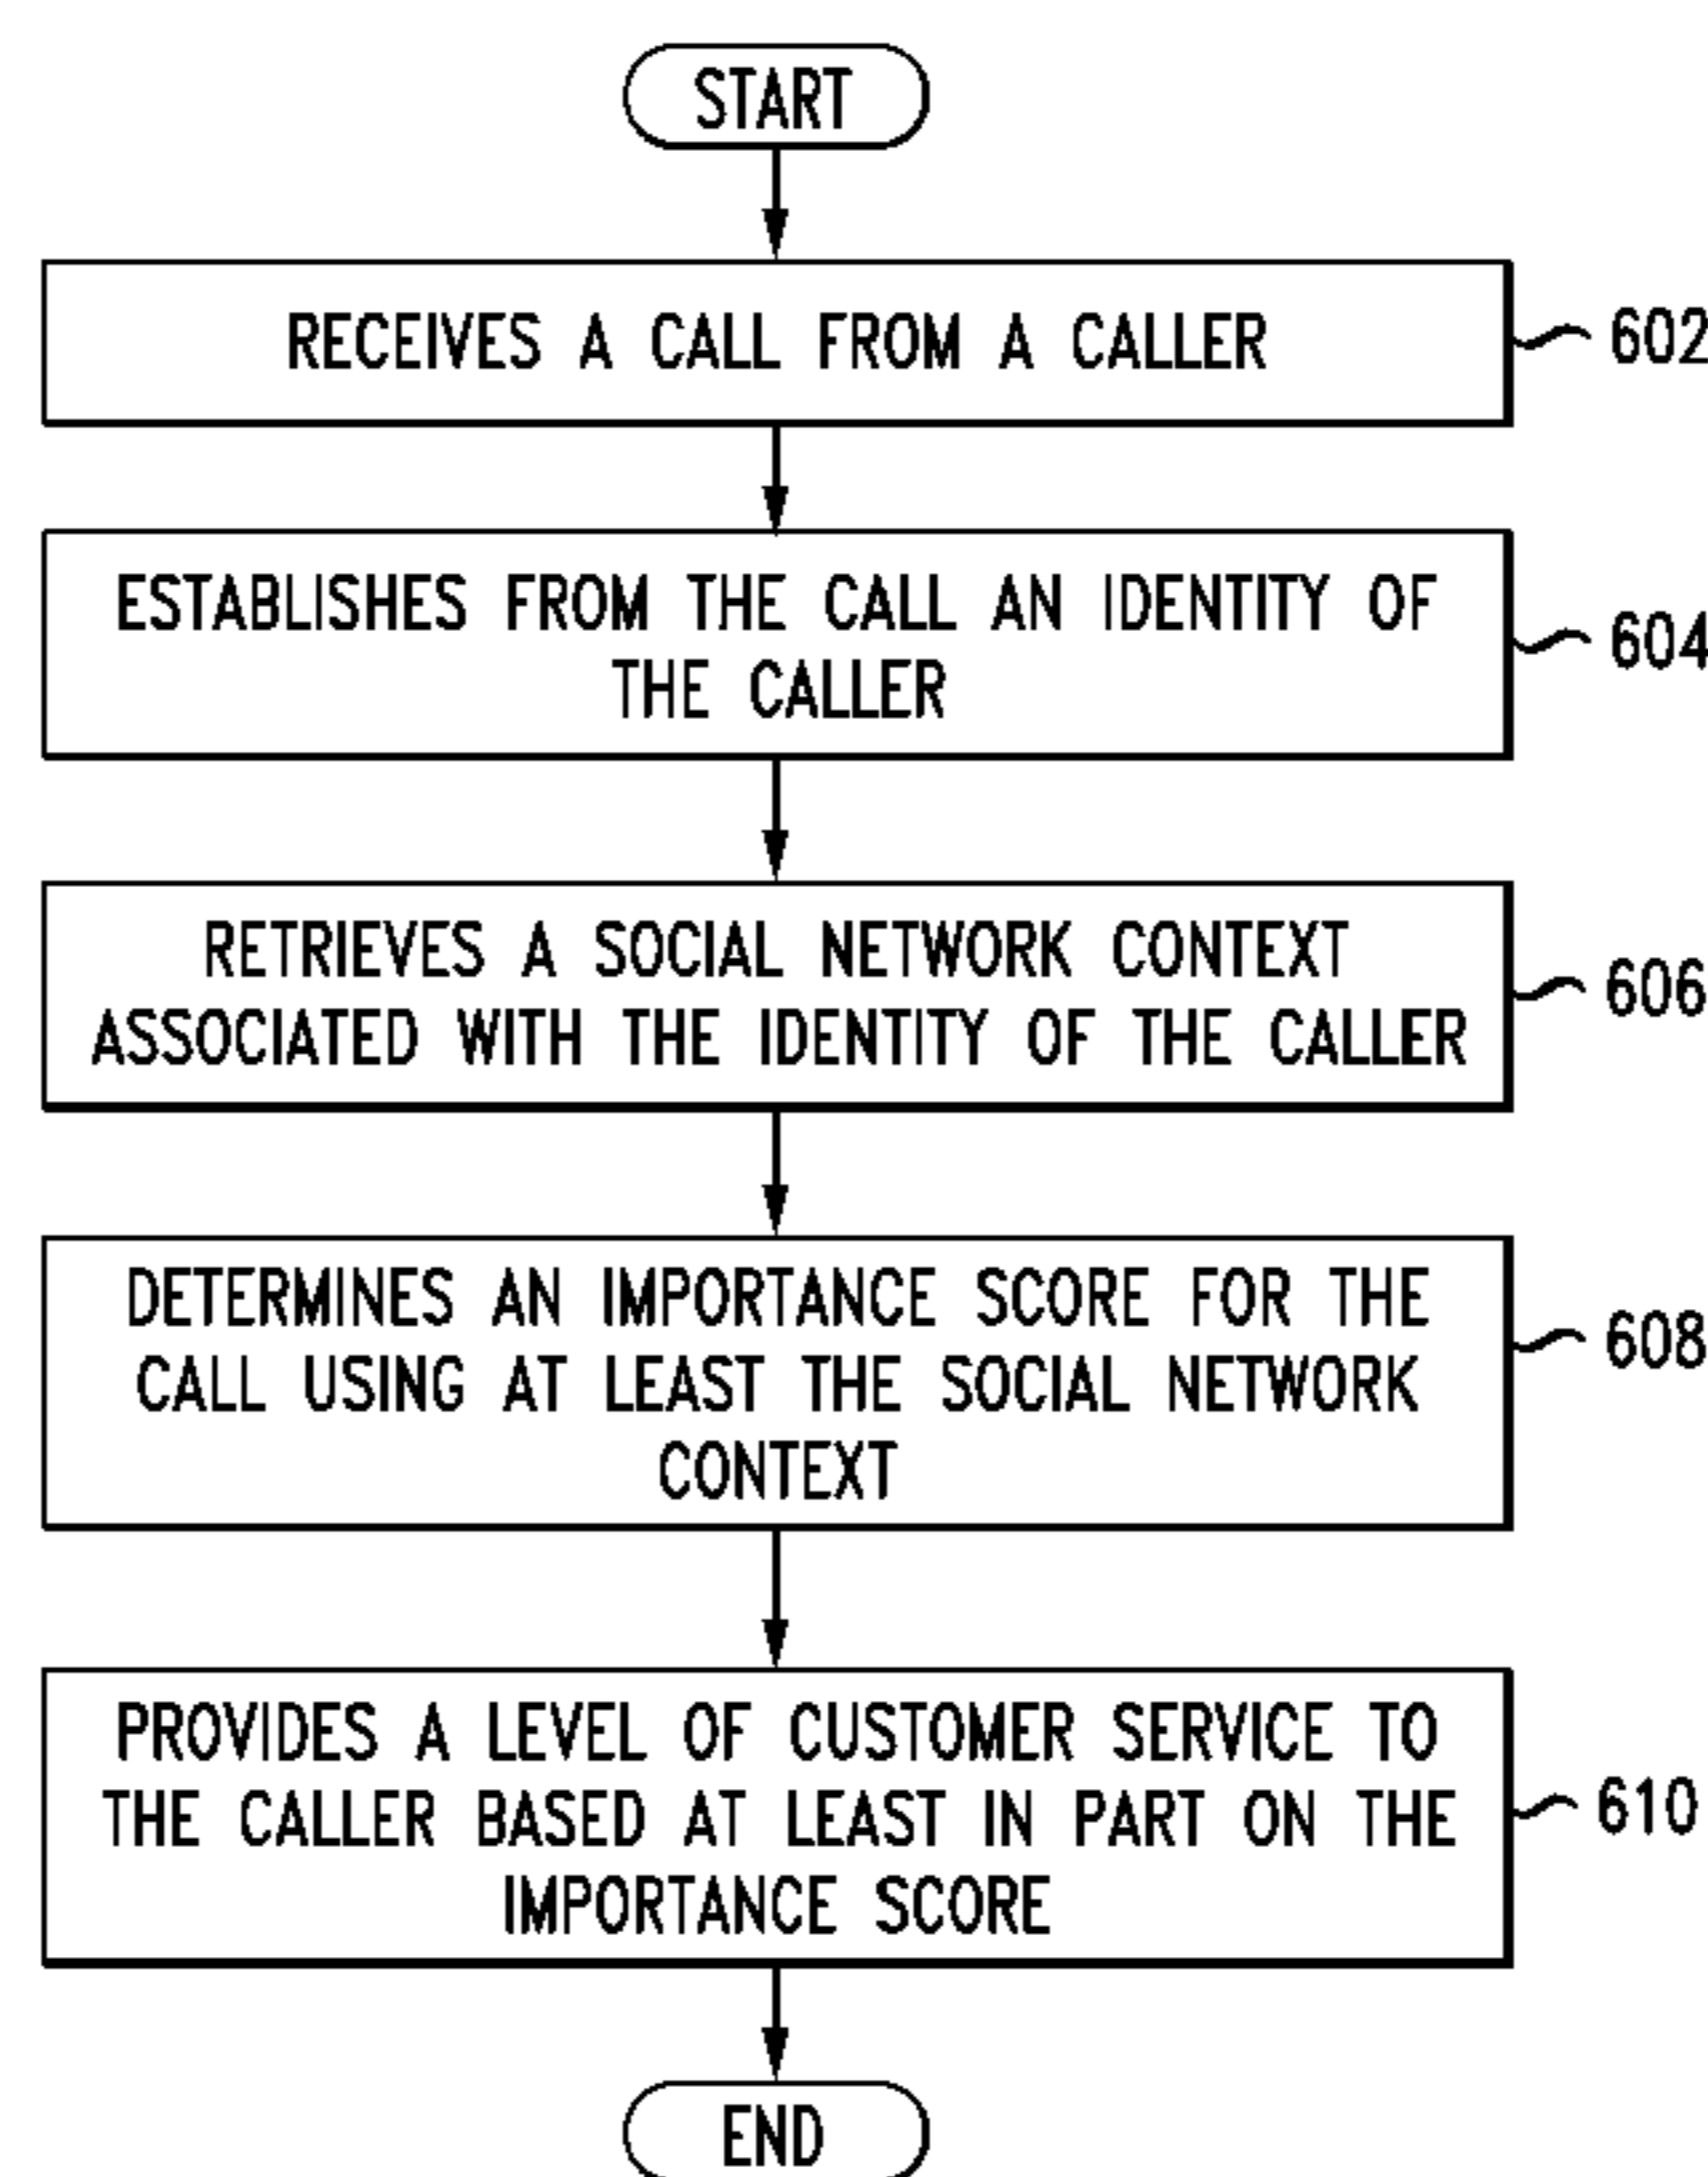 START
RECEIVES A CALL FROM A CALLER
602
ESTABLISHES FROM THE CALL AN IDENTITY OF
THE CALLER
604
RETRIEVES A SOCIAL NETWORK CONTEXT
ASSOCIATED WITH THE IDENTITY OF THE CALLER
606
DETERMINES AN IMPORTANCE SCORE FOR THE
CALL USING AT LEAST THE SOCIAL NETWORK
CONTEXT
608
PROVIDES A LEVEL OF CUSTOMER SERVICE TO
THE CALLER BASED AT LEAST IN PART ON THE
IMPORTANCE SCORE
610
END